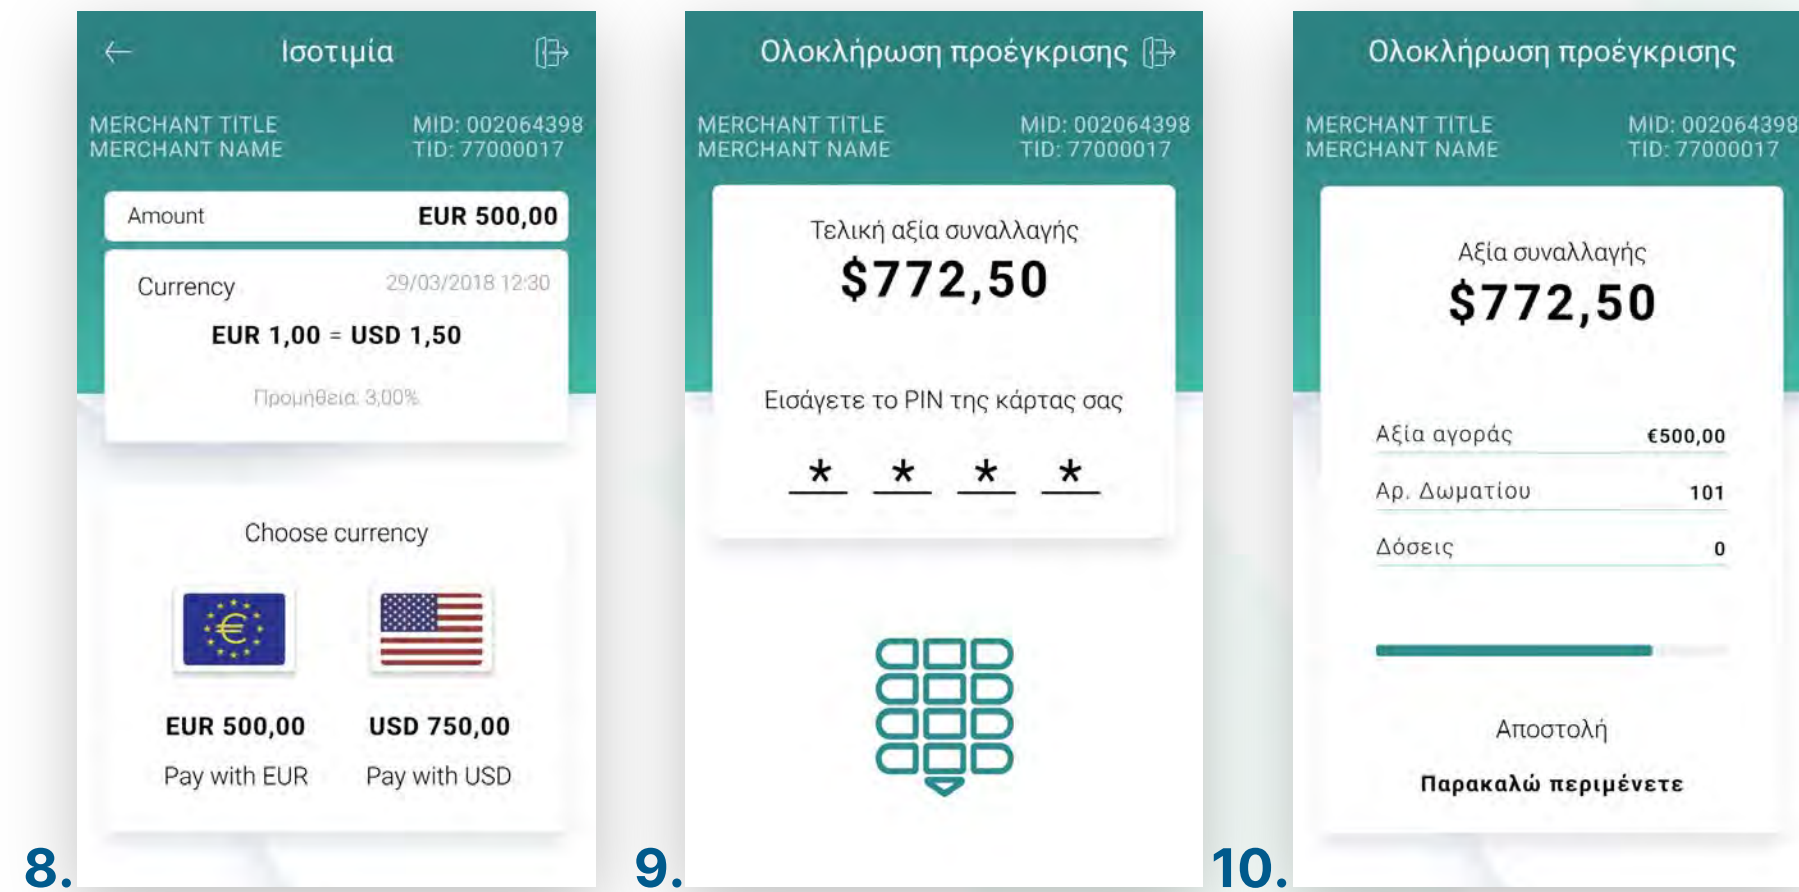 Ισοτιμία
MERCHANT TITLE MID: 002064398
MERCHANT NAME TID: 77000017
Amount EUR 500,00
Currency 29/03/2018 12:30
EUR 1,00 = USD 1,50
Προμήθεια: 3,00%
Choose currency
€
EUR 500,00 USD 750,00
Pay with EUR Pay with USD
8.
Ολοκλήρωση προέγκρισης
MERCHANT TITLE MID: 002064398
MERCHANT NAME TID: 77000017
Τελική αξία συναλλαγής
$772,50
Εισάγετε το PIN της κάρτας σας
* * * *
9.
Ολοκλήρωση προέγκρισης
MERCHANT TITLE MID: 002064398
MERCHANT NAME TID: 77000017
Αξία συναλλαγής
$772,50
Αξία αγοράς €500,00
Αρ. Δωματίου 101
Δόσεις 0
Αποστολή
Παρακαλώ περιμένετε
10.